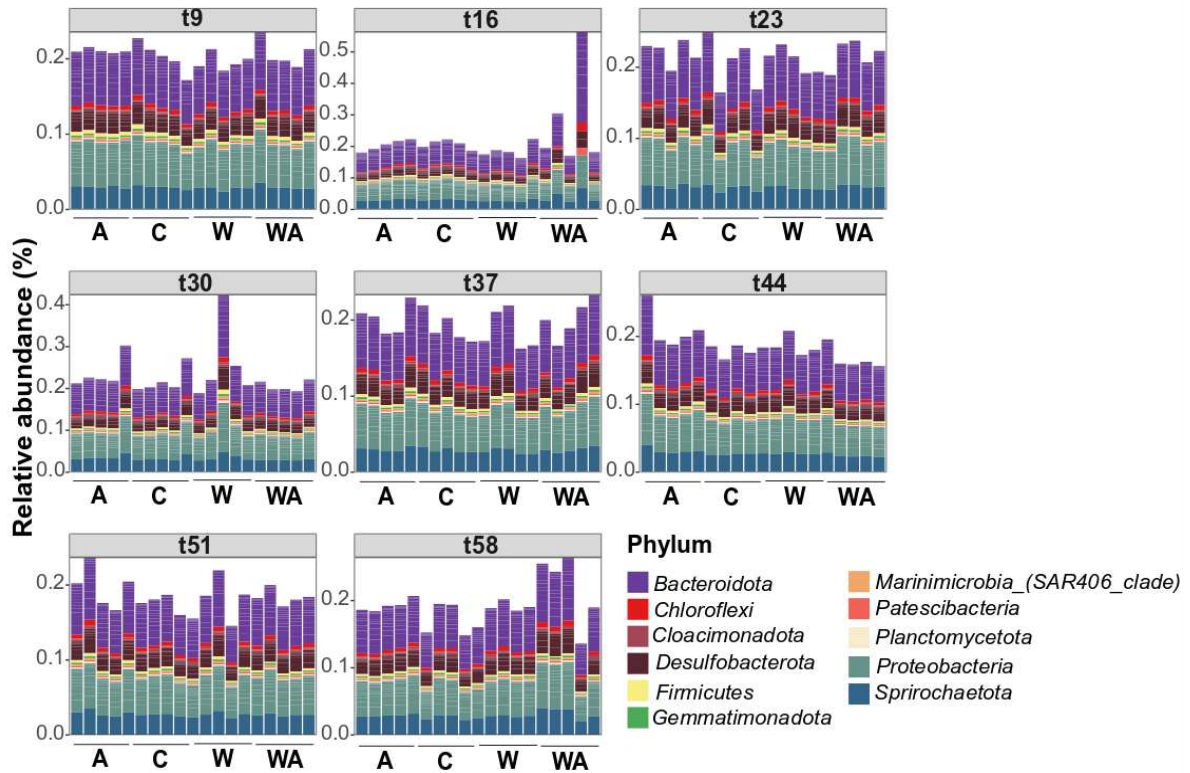 Relative abundance (%)
t9
0.2
0.1
0.0
A C W WA
t16
0.5
0.4
0.3
0.2
0.1
0.0
A C W WA
t23
0.2
0.1
0.0
A C W WA
t30
0.4
0.3
0.2
0.1
0.0
A C W WA
t37
0.2
0.1
0.0
A C W WA
t44
0.2
0.1
0.0
A C W WA
t51
0.2
0.1
0.0
A C W WA
t58
0.2
0.1
0.0
A C W WA
Phylum
Bacteroidota
Chloroflexi
Cloacimonadota
Desulfobacterota
Firmicutes
Gemmatimonadota
Marinimicrobia_(SAR406_clade)
Patescibacteria
Planctomycetota
Proteobacteria
Sprirochaetota